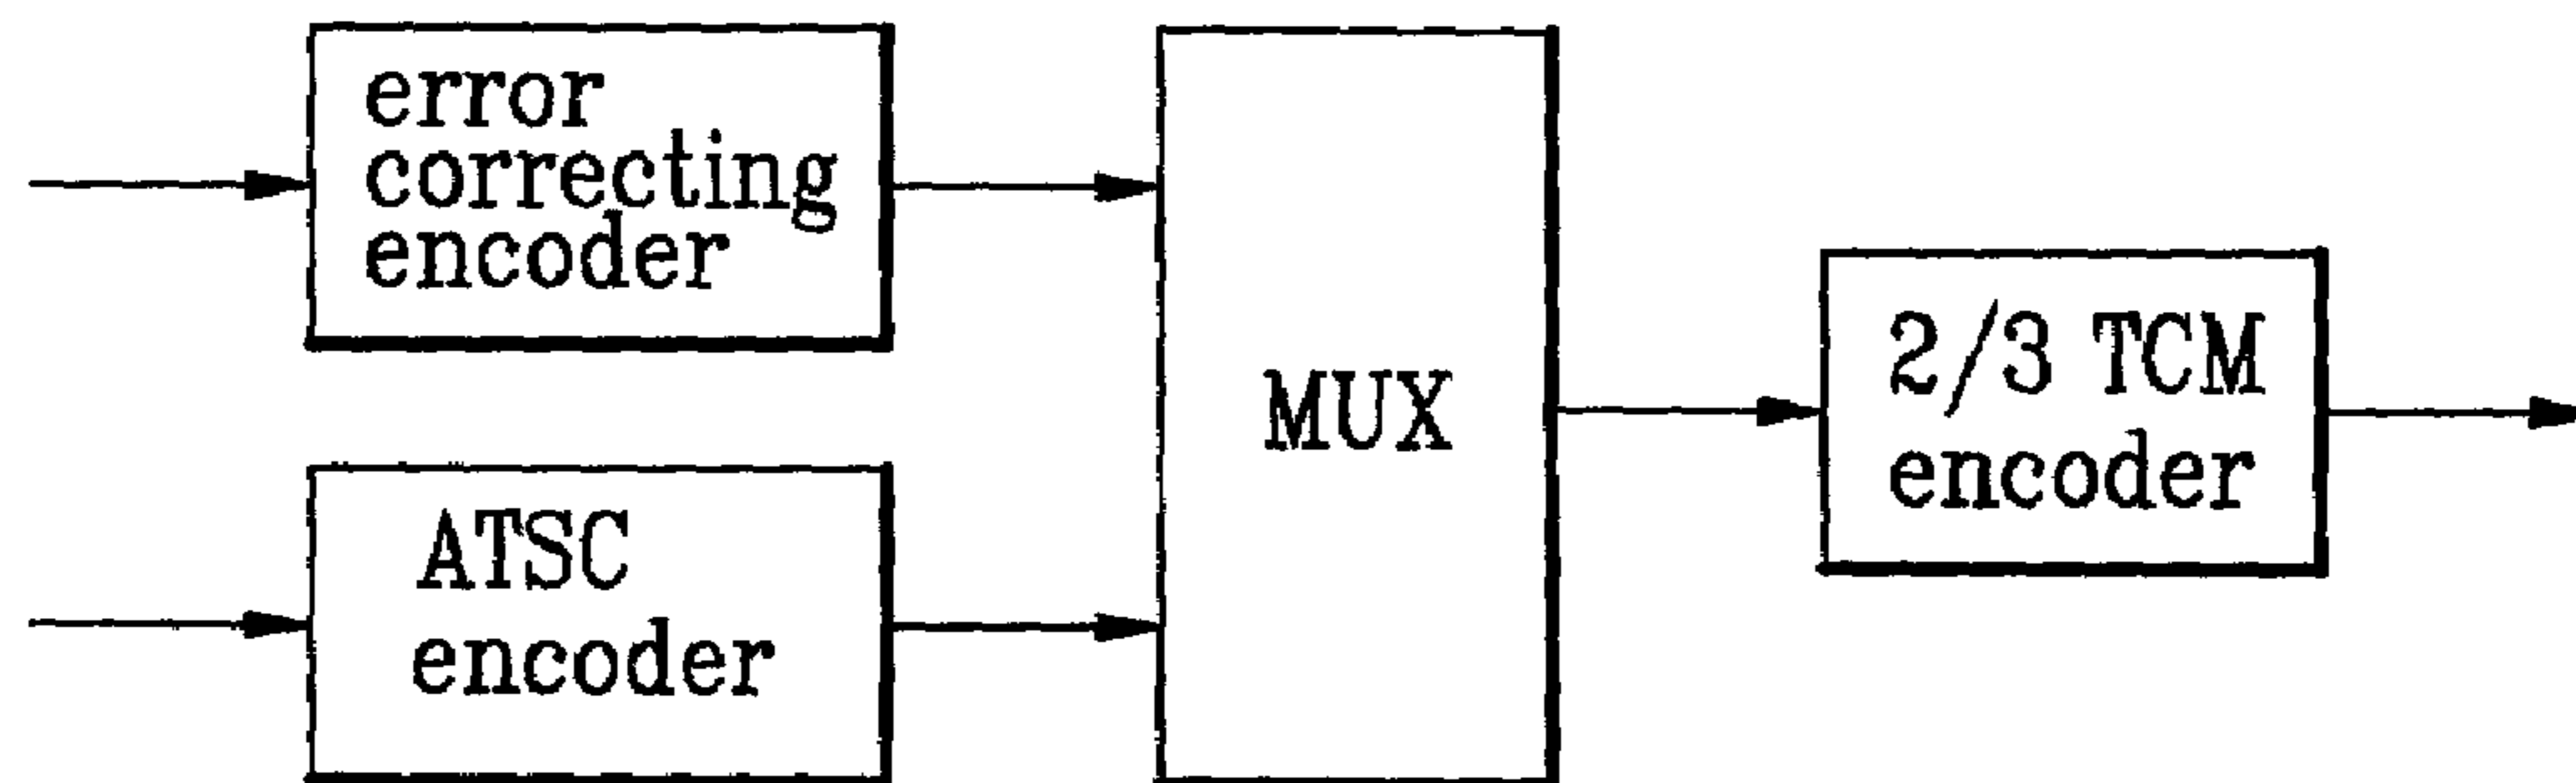 error
correcting
encoder
ATSC
encoder
MUX
2/3 TCM
encoder